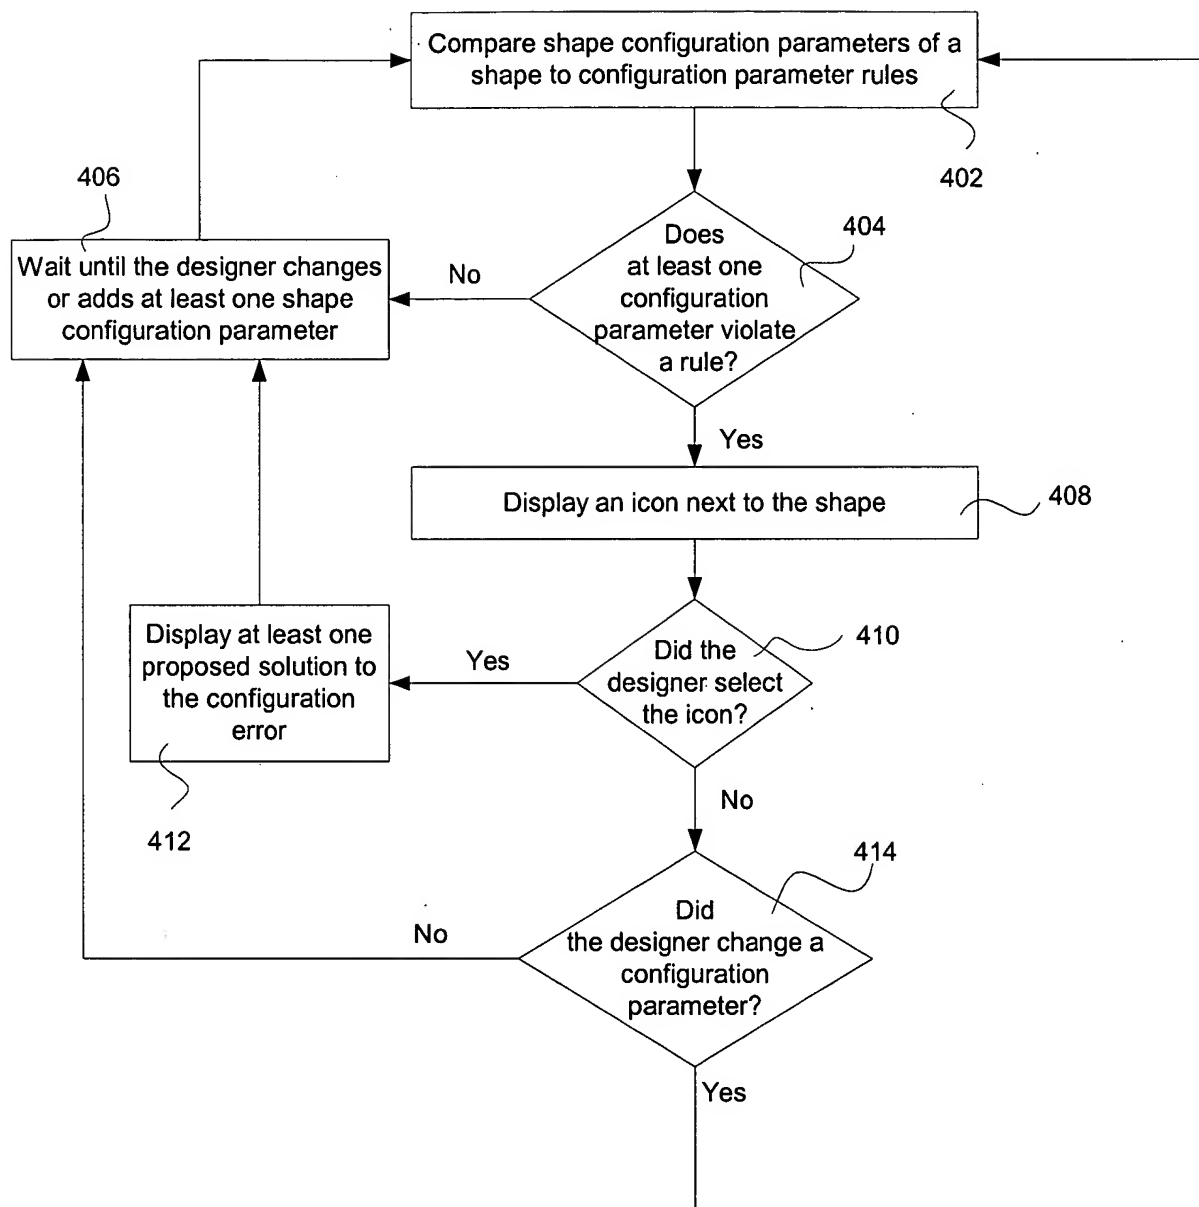 Compare shape configuration parameters of a
shape to configuration parameter rules
402
406
Wait until the designer changes
or adds at least one shape
configuration parameter
No
Does
at least one
configuration
parameter violate
a rule?
404
Yes
Display an icon next to the shape
408
Display at least one
proposed solution to
the configuration
error
412
Yes
Did the
designer select
the icon?
410
No
414
No
Did
the designer change a
configuration
parameter?
Yes